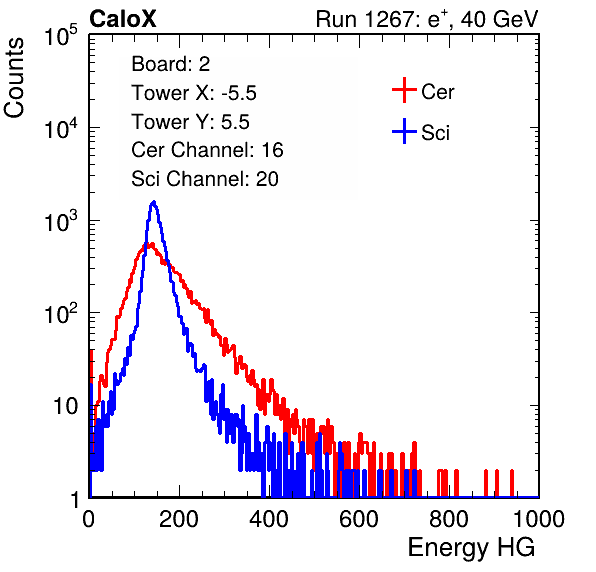 CaloX Run 1267: e⁺, 40 GeV
Counts
10⁵
10⁴
10³
10²
10
1
Board: 2
Tower X: -5.5
Tower Y: 5.5
Cer Channel: 16
Sci Channel: 20
Cer
Sci
0 200 400 600 800 1000
Energy HG